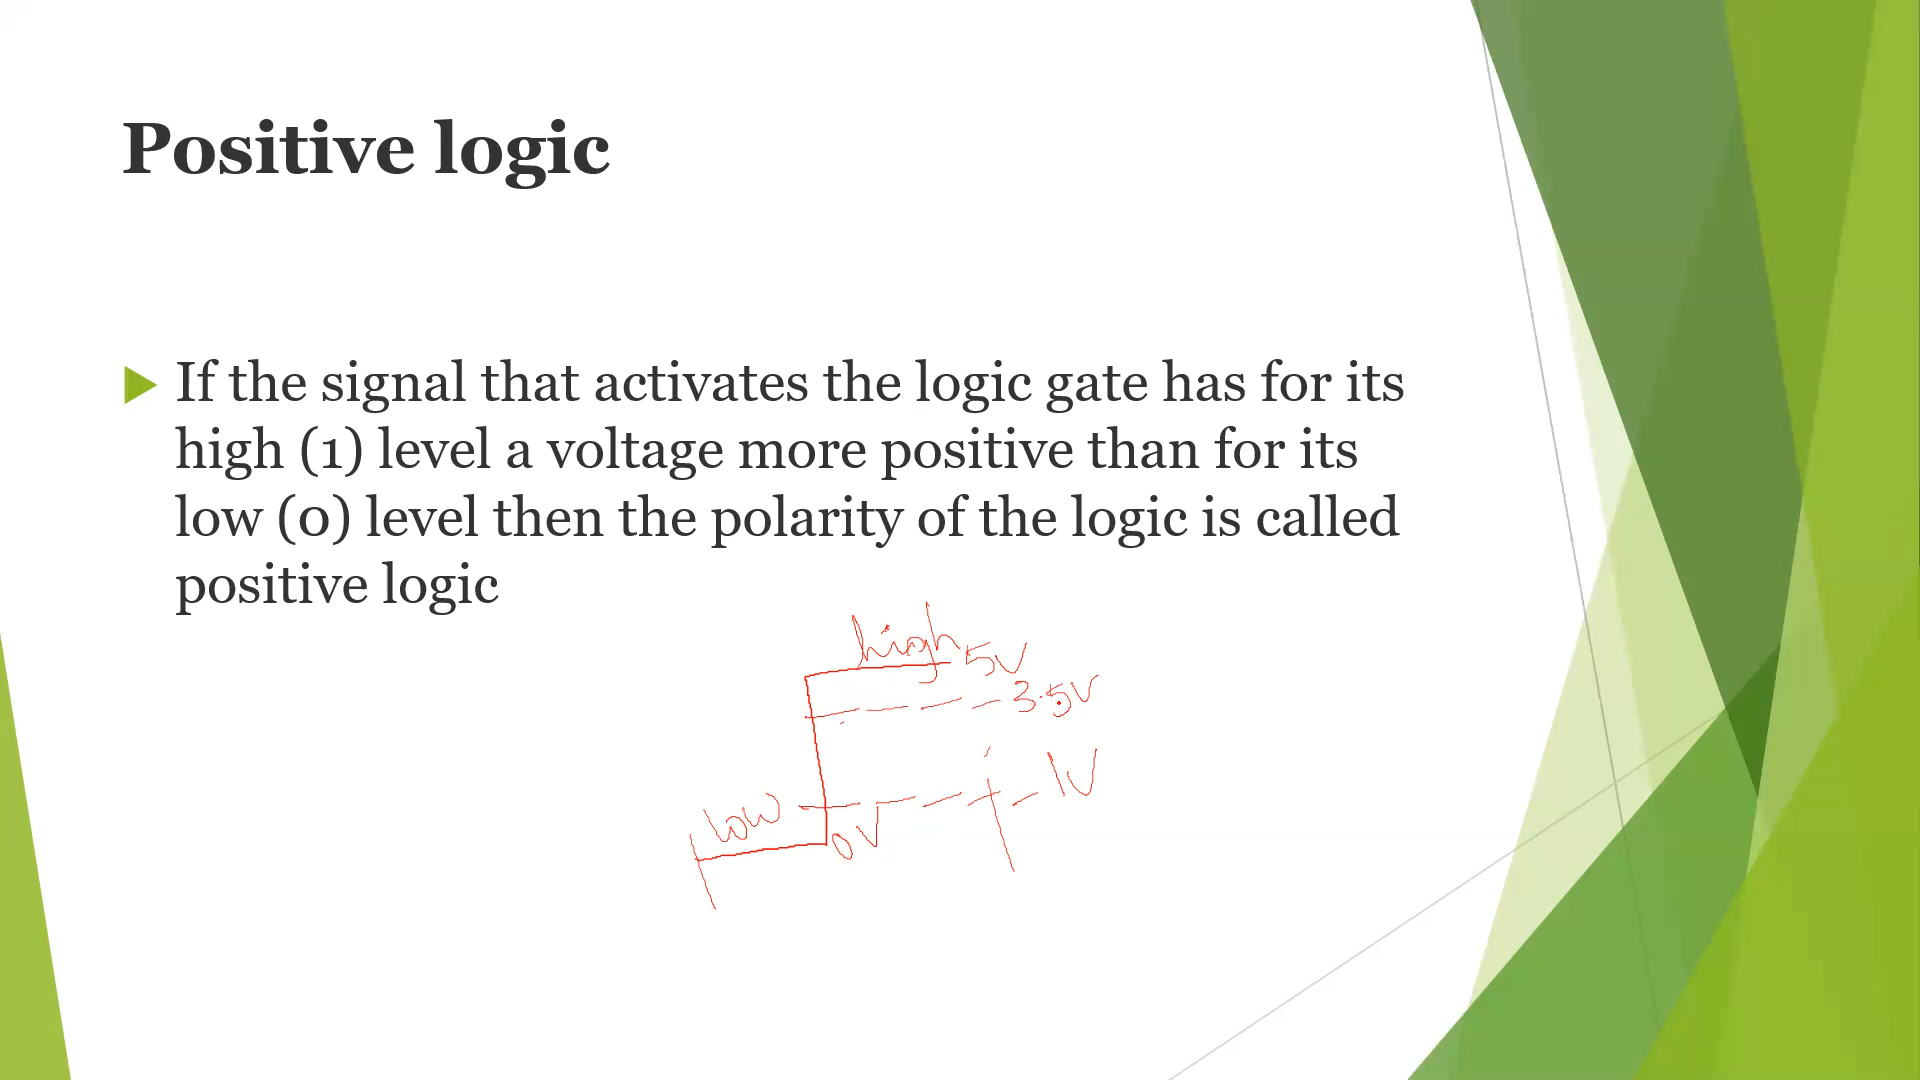 Positive logic
If the signal that activates the logic gate has for its
high (1) level a voltage more positive than for its
low (0) level then the polarity of the logic is called
positive logic
high 5V
3.5V
1V
low
0V